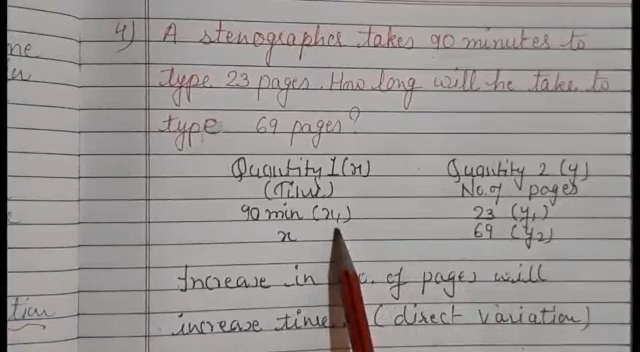 4) A stenographer takes 90 minutes to
type 23 pages. How long will he take to
type 69 pages?
Quantity 1(x) Quantity 2 (y)
(Time) No. of pages
90 min (x1) 23 (y1)
x 69 (y2)
Increase in of pages will
increase time (direct variation)